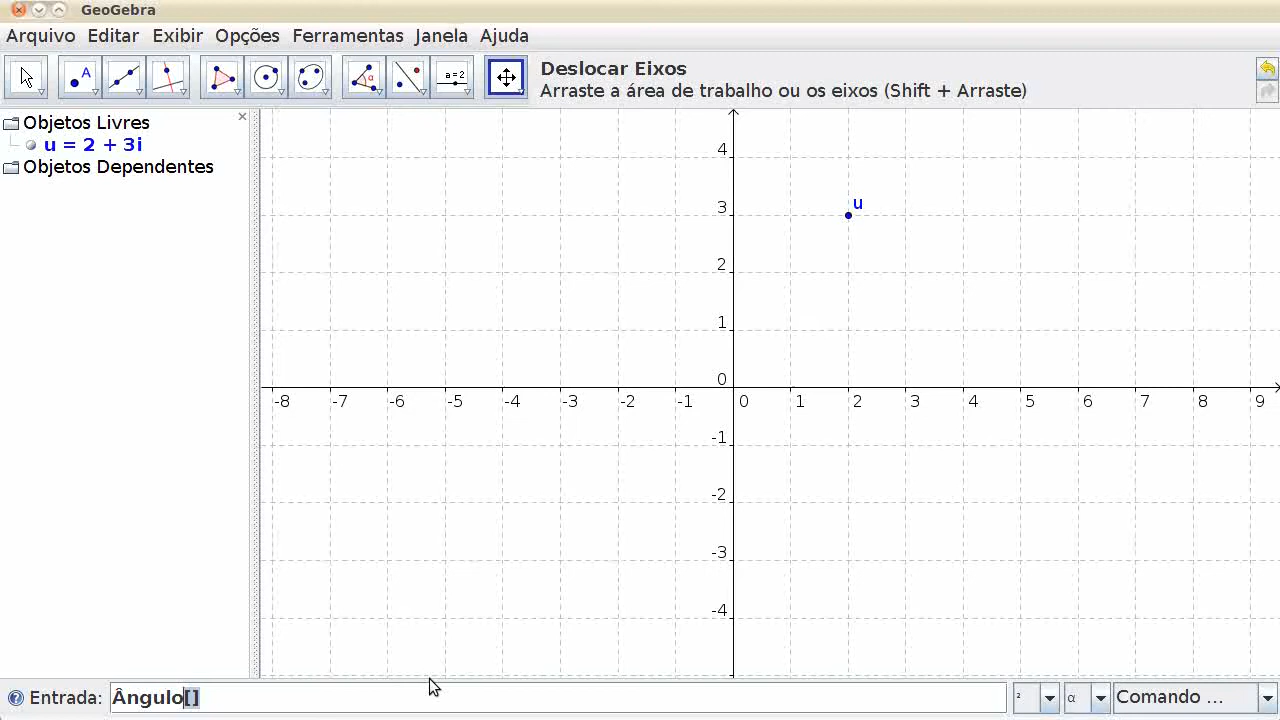 GeoGebra
Arquivo Editar Exibir Opções Ferramentas Janela Ajuda
A
α
a=2
Deslocar Eixos
Arraste a área de trabalho ou os eixos (Shift + Arraste)
Objetos Livres
u = 2 + 3i
Objetos Dependentes
4
3
u
2
1
0
-8 -7 -6 -5 -4 -3 -2 -1 0 1 2 3 4 5 6 7 8 9
-1
-2
-3
-4
Entrada: Ângulo[] ² α Comando ...